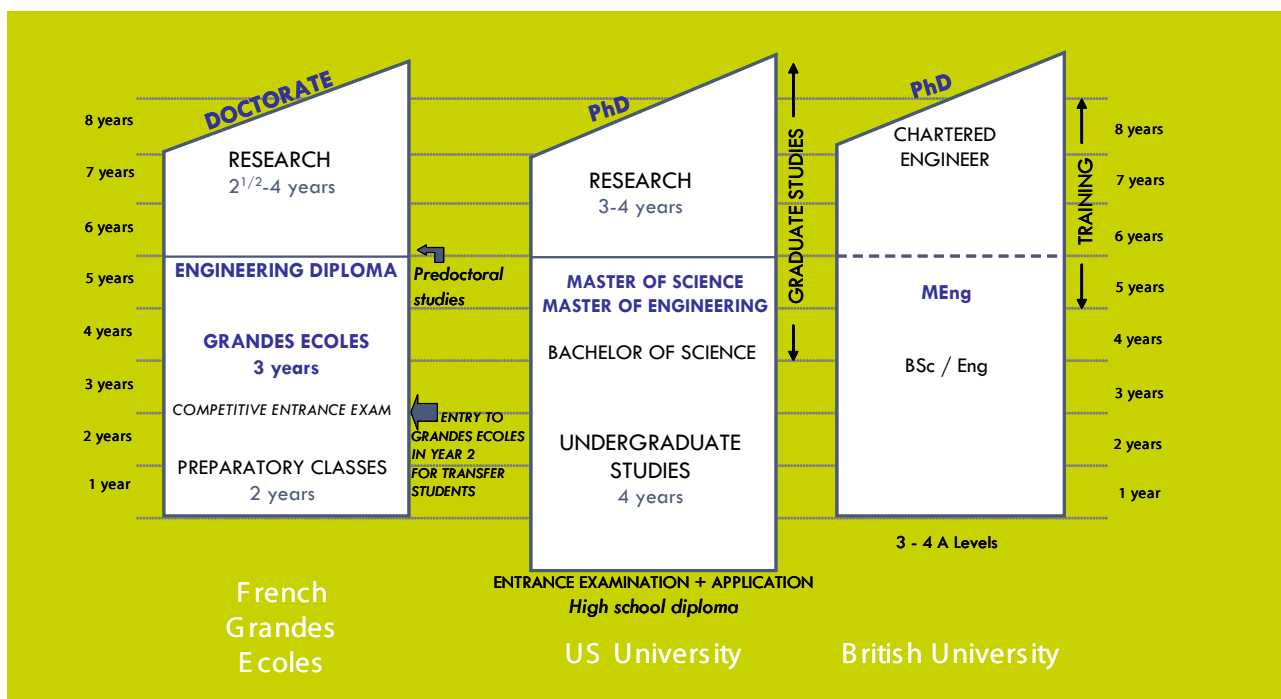 8 years
7 years
6 years
5 years
4 years
3 years
2 years
1 year
DOCTORATE
RESEARCH
2 1/2-4 years
ENGINEERING DIPLOMA
GRANDES ECOLES
3 years
COMPETITIVE ENTRANCE EXAM
PREPARATORY CLASSES
2 years
Predoctoral
studies
ENTRY TO
GRANDES ECOLES
IN YEAR 2
FOR TRANSFER
STUDENTS
French
Grandes
Ecoles
PhD
RESEARCH
3-4 years
MASTER OF SCIENCE
MASTER OF ENGINEERING
BACHELOR OF SCIENCE
UNDERGRADUATE
STUDIES
4 years
GRADUATE STUDIES
ENTRANCE EXAMINATION + APPLICATION
High school diploma
US University
PhD
CHARTERED
ENGINEER
MEng
BSc / Eng
TRAINING
3 - 4 A Levels
British University
8 years
7 years
6 years
5 years
4 years
3 years
2 years
1 year